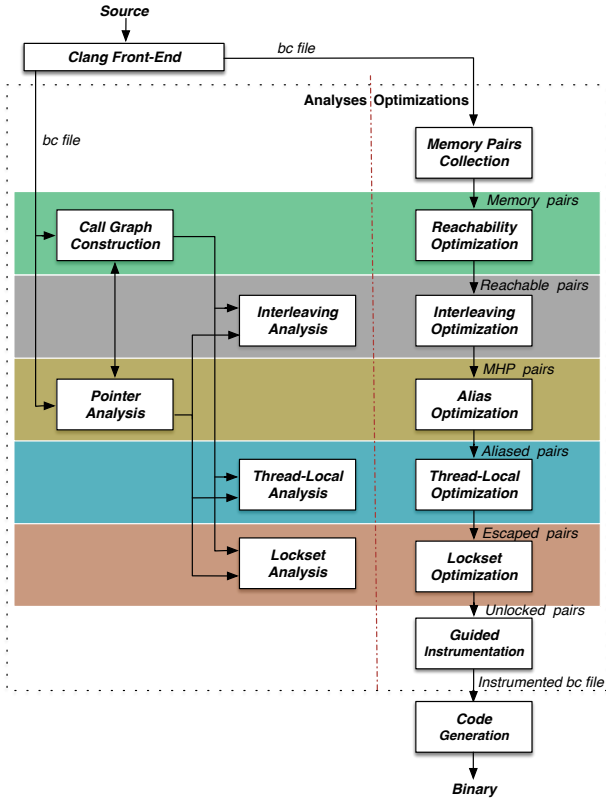 Source
Clang Front-End
bc file
Analyses Optimizations
bc file
Memory Pairs
Collection
Memory pairs
Call Graph
Construction
Reachability
Optimization
Reachable pairs
Interleaving
Analysis
Interleaving
Optimization
MHP pairs
Pointer
Analysis
Alias
Optimization
Aliased pairs
Thread-Local
Analysis
Thread-Local
Optimization
Escaped pairs
Lockset
Analysis
Lockset
Optimization
Unlocked pairs
Guided
Instrumentation
Instrumented bc file
Code
Generation
Binary